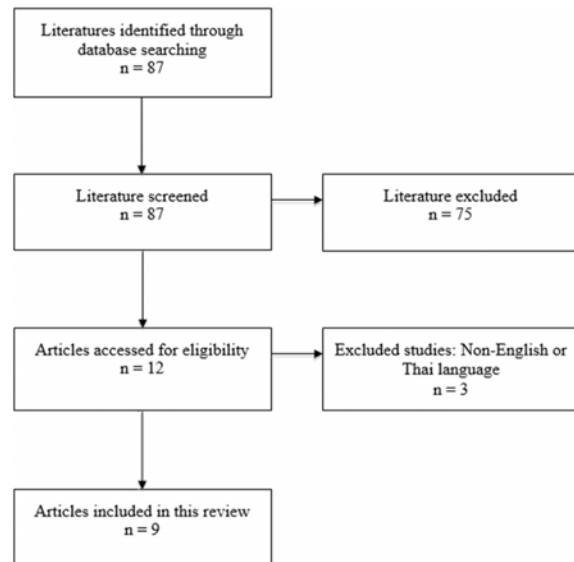 Literatures identified through
database searching
n = 87
Literature screened
n = 87
Literature excluded
n = 75
Articles accessed for eligibility
n = 12
Excluded studies: Non-English or
Thai language
n = 3
Articles included in this review
n = 9